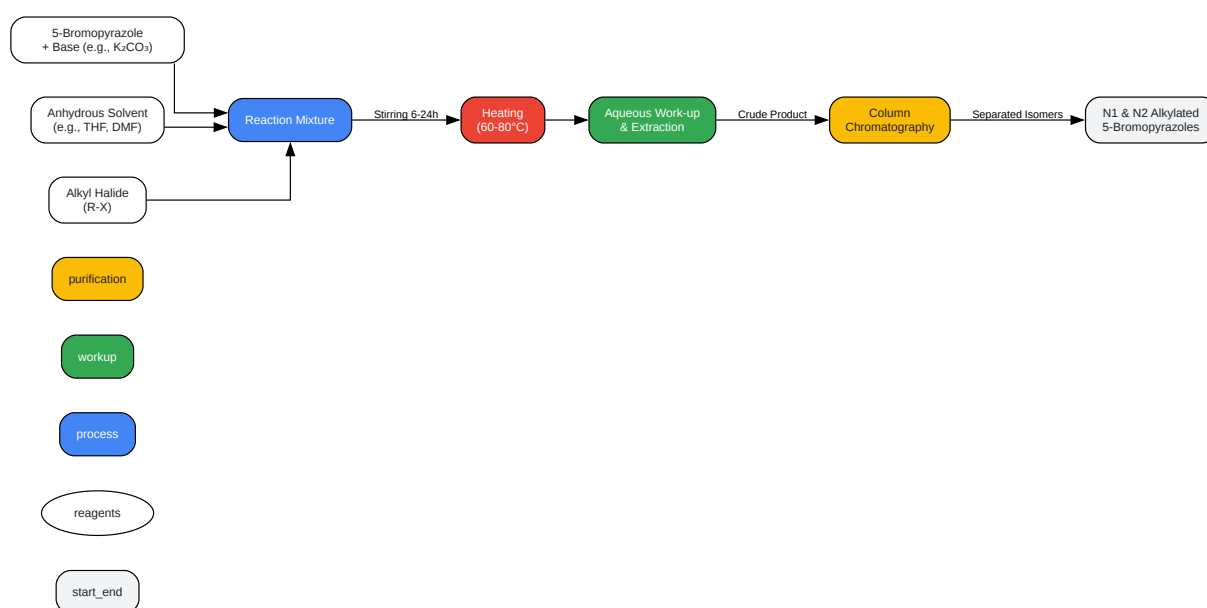 5-Bromopyrazole
+ Base (e.g., K₂CO₃)
Anhydrous Solvent
(e.g., THF, DMF)
Alkyl Halide
(R-X)
Reaction Mixture
Stirring 6-24h
Heating
(60-80°C)
Aqueous Work-up
& Extraction
Crude Product
Column
Chromatography
Separated Isomers
N1 & N2 Alkylated
5-Bromopyrazoles
purification
workup
process
reagents
start_end